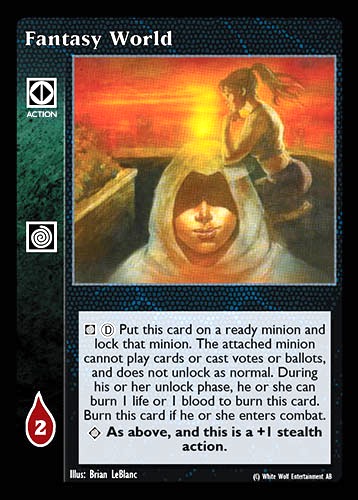 Fantasy World
ACTION
D Put this card on a ready minion and
lock that minion. The attached minion
cannot play cards or cast votes or ballots,
and does not unlock as normal. During
his or her unlock phase, he or she can
burn 1 life or 1 blood to burn this card.
Burn this card if he or she enters combat.
As above, and this is a +1 stealth
action.
2
Illus: Brian LeBlanc
(C) White Wolf Entertainment AB